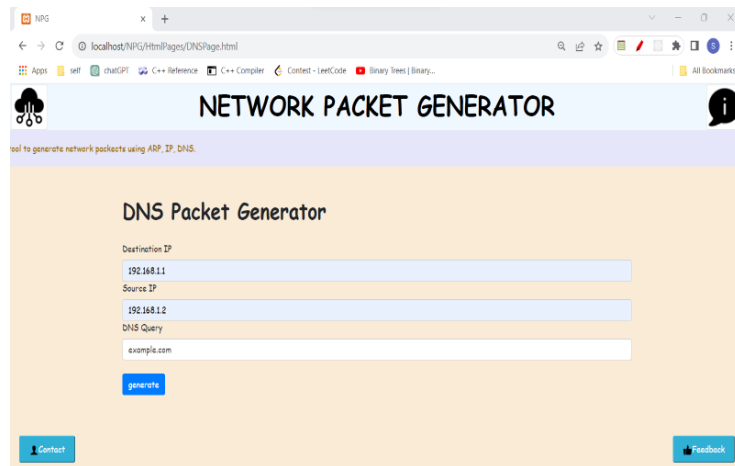 NPG
localhost/NPG/HtmlPages/DNSPage.html
S
Apps self chatGPT C++ Reference C++ Compiler Contest - LeetCode Binary Trees | Binary... All Bookmarks
NETWORK PACKET GENERATOR
tool to generate network packects using ARP, IP, DNS.
DNS Packet Generator
Destination IP
192.168.1.1
Source IP
192.168.1.2
DNS Query
example.com
generate
Contact
Feedback